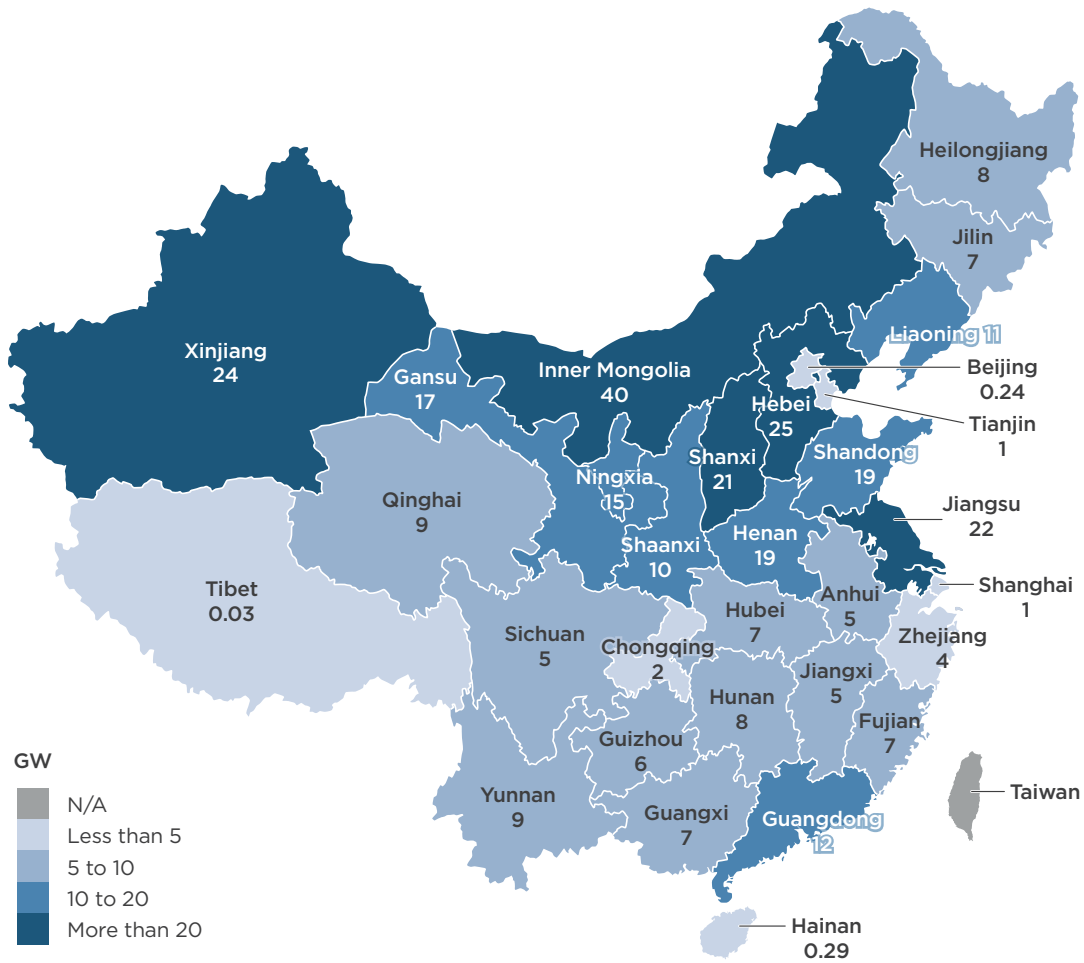 Heilongjiang
8
Jilin
7
Liaoning 11
Beijing
0.24
Tianjin
1
Xinjiang
24
Gansu
17
Inner Mongolia
40
Hebei
25
Shanxi
21
Shandong
19
Ningxia
15
Qinghai
9
Jiangsu
22
Henan
19
Shaanxi
10
Tibet
0.03
Shanghai
1
Anhui
5
Hubei
7
Sichuan
5
Chongqing
2
Zhejiang
4
Jiangxi
5
Hunan
8
Fujian
7
Guizhou
6
Yunnan
9
Guangxi
7
Guangdong
12
Taiwan
Hainan
0.29
GW
N/A
Less than 5
5 to 10
10 to 20
More than 20